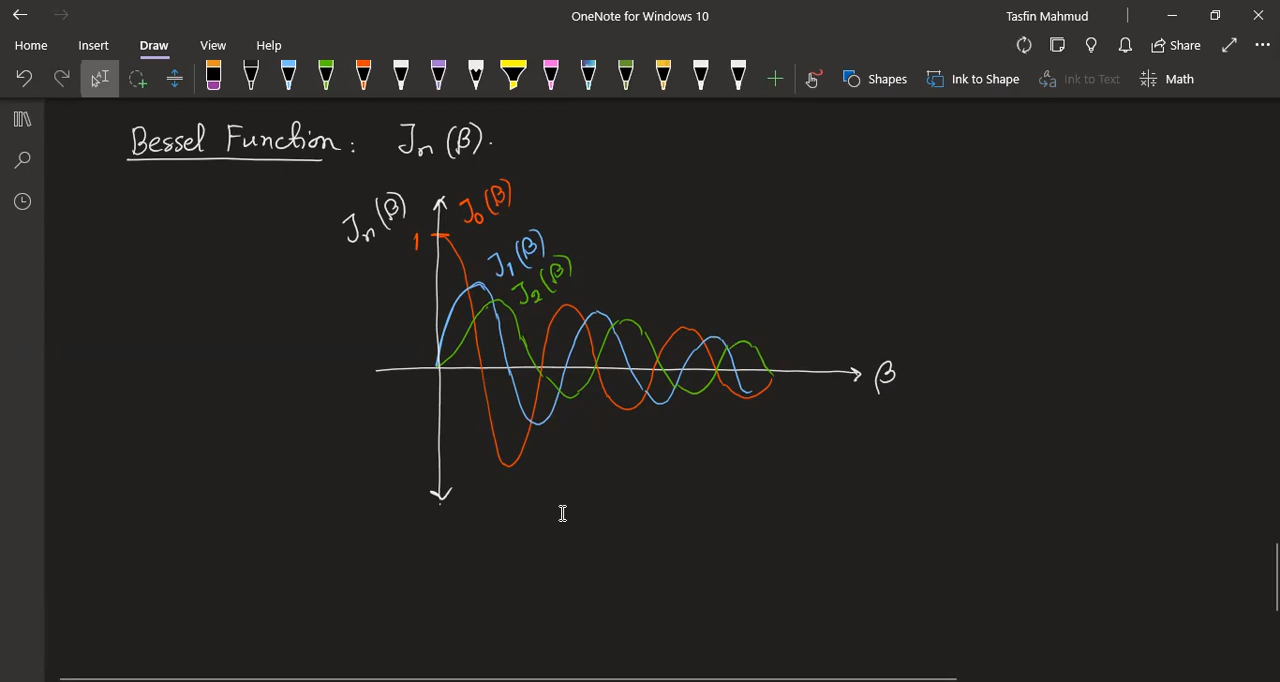 OneNote for Windows 10
Tasfin Mahmud
Home Insert Draw View Help
Share
Shapes Ink to Shape Ink to Text Math
Bessel Function: Jn (β).
Jn (β)
J0 (β)
1
J1 (β)
J2 (β)
β